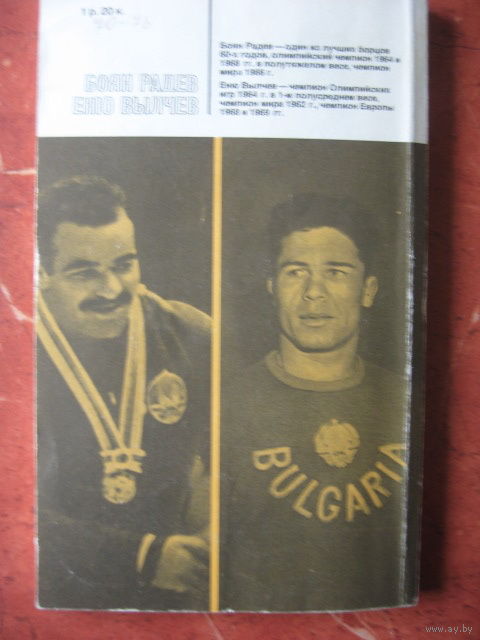 1 р. 20 к.
70-76
БОЯН РАДЕВ
ЕНЮ ВЫЛЧЕВ
Боян Радев — один из лучших борцов
60-х годов, олимпийский чемпион 1964 и
1968 гг. в полутяжелом весе, чемпион
мира 1966 г.
Еню Вылчев — чемпион Олимпийских
игр 1964 г. в 1-м полусреднем весе,
чемпион мира 1962 г., чемпион Европы
1968 и 1969 гг.
BULGARIA
www.ay.by